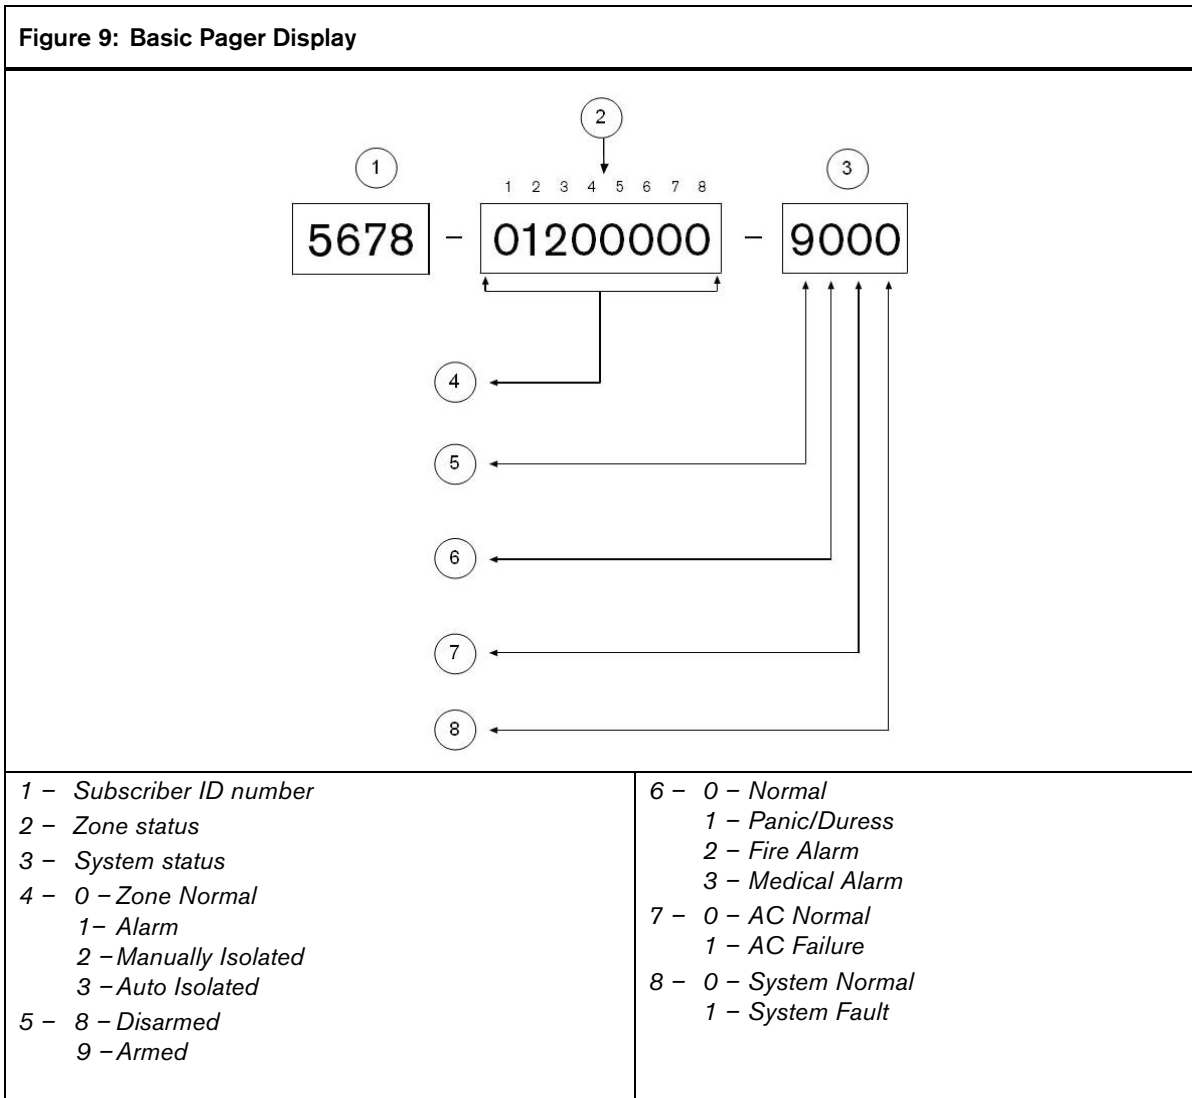 Figure 9: Basic Pager Display
2
1
3
1 2 3 4 5 6 7 8
5678 – 01200000 – 9000
4
5
6
7
8
1 – Subscriber ID number
2 – Zone status
3 – System status
4 – 0 – Zone Normal
1– Alarm
2 – Manually Isolated
3 – Auto Isolated
5 – 8 – Disarmed
9 – Armed
6 – 0 – Normal
1 – Panic/Duress
2 – Fire Alarm
3 – Medical Alarm
7 – 0 – AC Normal
1 – AC Failure
8 – 0 – System Normal
1 – System Fault